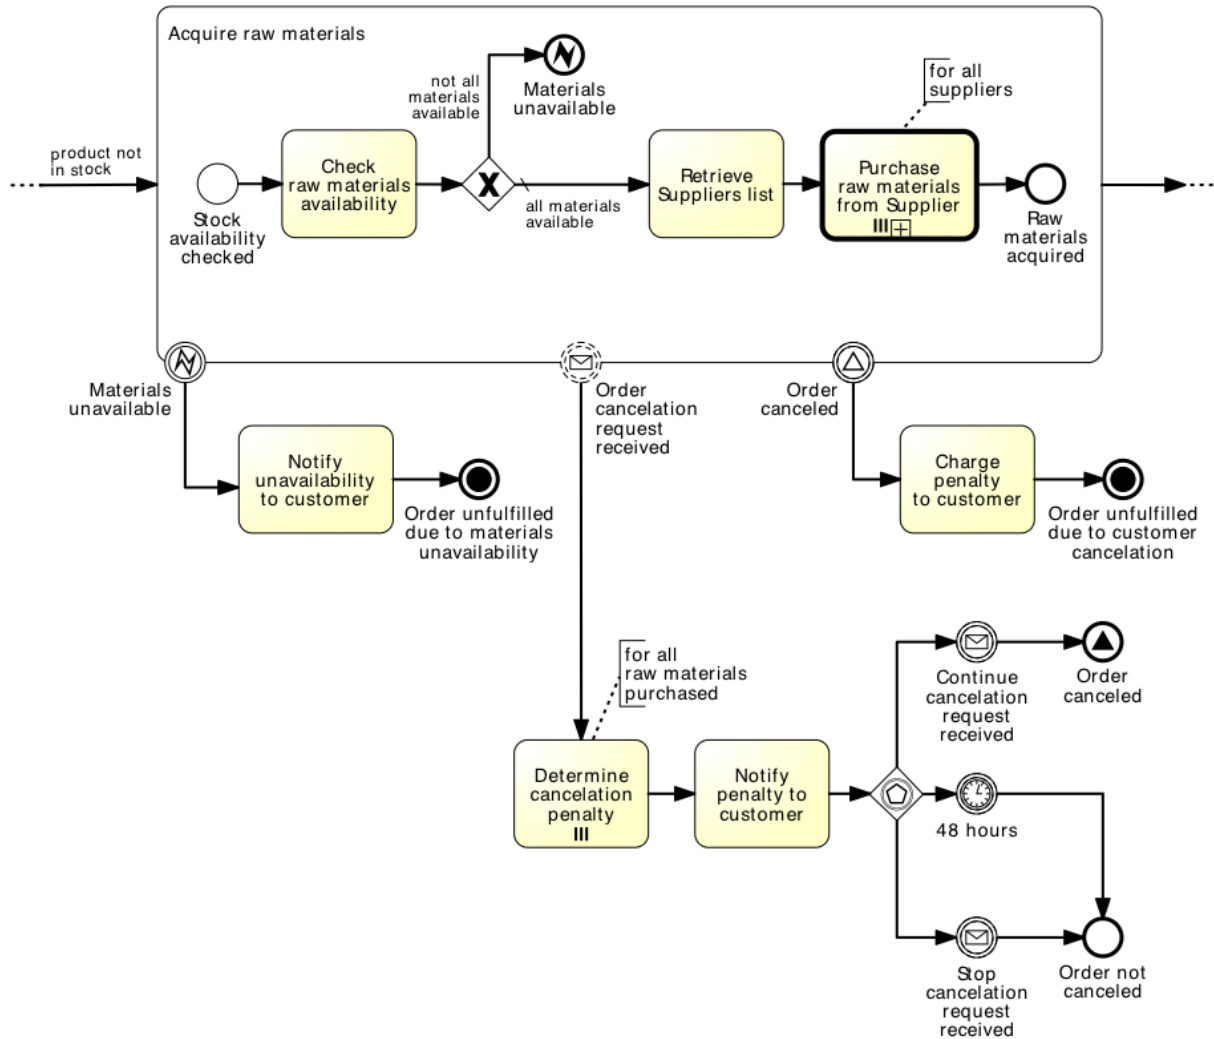 Acquire raw materials
product not
in stock
Stock
availability
checked
Check
raw materials
availability
not all
materials
available
Materials
unavailable
all materials
available
Retrieve
Suppliers list
for all
suppliers
Purchase
raw materials
from Supplier
Raw
materials
acquired
Materials
unavailable
Order
cancelation
request
received
Order
canceled
Notify
unavailability
to customer
Order unfulfilled
due to materials
unavailability
Charge
penalty
to customer
Order unfulfilled
due to customer
cancelation
for all
raw materials
purchased
Determine
cancelation
penalty
Notify
penalty to
customer
Continue
cancelation
request
received
Order
canceled
48 hours
Stop
cancelation
request
received
Order not
canceled